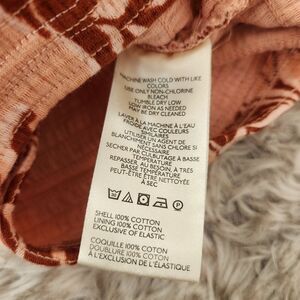 MACHINE WASH COLD WITH LIKE
COLORS
USE ONLY NON-CHLORINE
BLEACH
TUMBLE DRY LOW
LOW IRON AS NEEDED
MAY BE DRY CLEANED
LAVER À LA MACHINE À L'EAU
FROIDE AVEC COULEURS
SIMILAIRES
UTILISER UN AGENT DE
BLANCHIMENT SANS CHLORE SI
NÉCESSAIRE
SECHER PAR CULBUTAGE À BASSE
TEMPÉRATURE
REPASSER, AU BESOIN, À TRÈS
BASSE TEMPÉRATURE
PEUT-ÊTRE NETTOYÉE
À SEC
SHELL 100% COTTON
LINING 100% COTTON
EXCLUSIVE OF ELASTIC
COQUILLE 100% COTON
DOUBLURE 100% COTON
À L'EXCLUSION DE L'ÉLASTIQUE